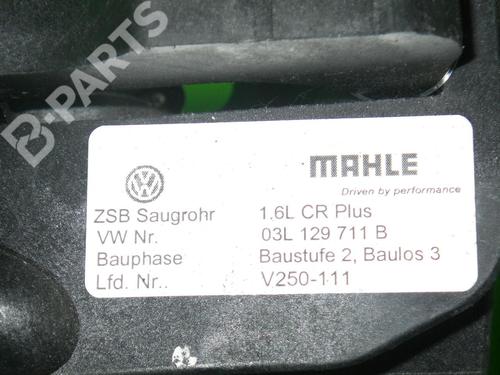 B-PARTS
MAHLE
Driven by performance
ZSB Saugrohr 1.6L CR Plus
VW Nr. 03L 129 711 B
Bauphase Baustufe 2, Baulos 3
Lfd. Nr.. V250-111